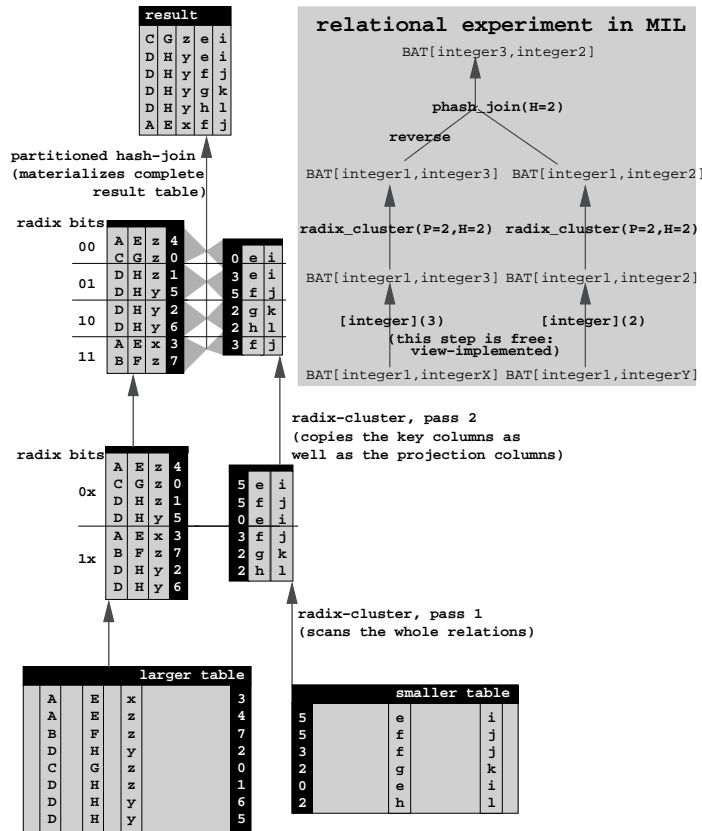 result
C G z e i
D H y e i
D H y f j
D H y g k
D H y h l
A E x f j
relational experiment in MIL
BAT[integer3,integer2]
phash_join(H=2)
reverse
BAT[integer1,integer3] BAT[integer1,integer2]
radix_cluster(P=2,H=2) radix_cluster(P=2,H=2)
BAT[integer1,integer3] BAT[integer1,integer2]
[integer](3) [integer](2)
(this step is free:
view-implemented)
BAT[integer1,integerX] BAT[integer1,integerY]
partitioned hash-join
(materializes complete
result table)
radix bits
00
01
10
11
A E z 4
C G z 0
D H z 1
D H y 5
D H y 2
D H y 6
A E x 3
B F z 7
0 e i
3 e i
5 f j
2 g k
2 h l
3 f j
radix-cluster, pass 2
(copies the key columns as
well as the projection columns)
radix bits
0x
1x
A E z 4
C G z 0
D H z 1
D H y 5
A E x 3
B F z 7
D H y 2
D H y 6
5 e i
5 f j
0 e i
3 f j
2 g k
2 h l
radix-cluster, pass 1
(scans the whole relations)
larger table
A E x 3
A E z 4
B F z 7
D H y 2
C G z 0
D H z 1
D H y 6
D H y 5
smaller table
5 e i
5 f j
3 f j
2 g k
0 e i
2 h l